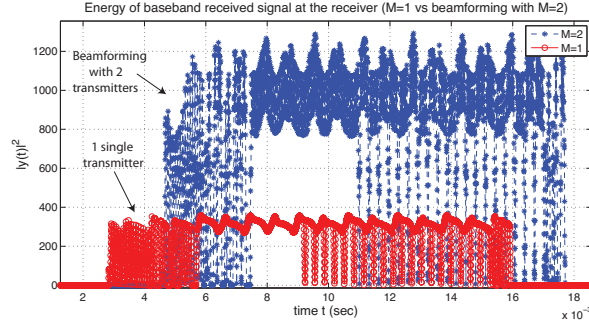 Energy of baseband received signal at the receiver (M=1 vs beamforming with M=2)
M=2
M=1
Beamforming
with 2
transmitters
1 single
transmitter
1200
1000
800
600
400
200
0
|y(t)|²
2 4 6 8 10 12 14 16 18
time t (sec)
x 10⁻³